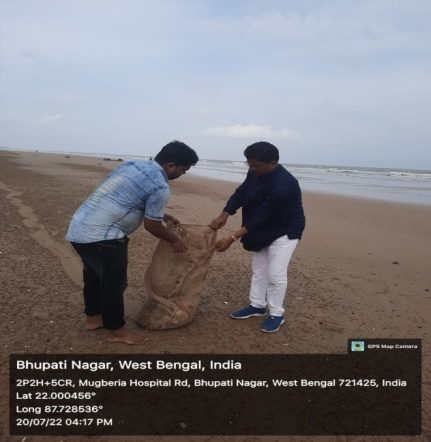 GPS Map Camera
Bhupati Nagar, West Bengal, India
2P2H+5CR, Mugberia Hospital Rd, Bhupati Nagar, West Bengal 721425, India
Lat 22.000456°
Long 87.728536°
20/07/22 04:17 PM